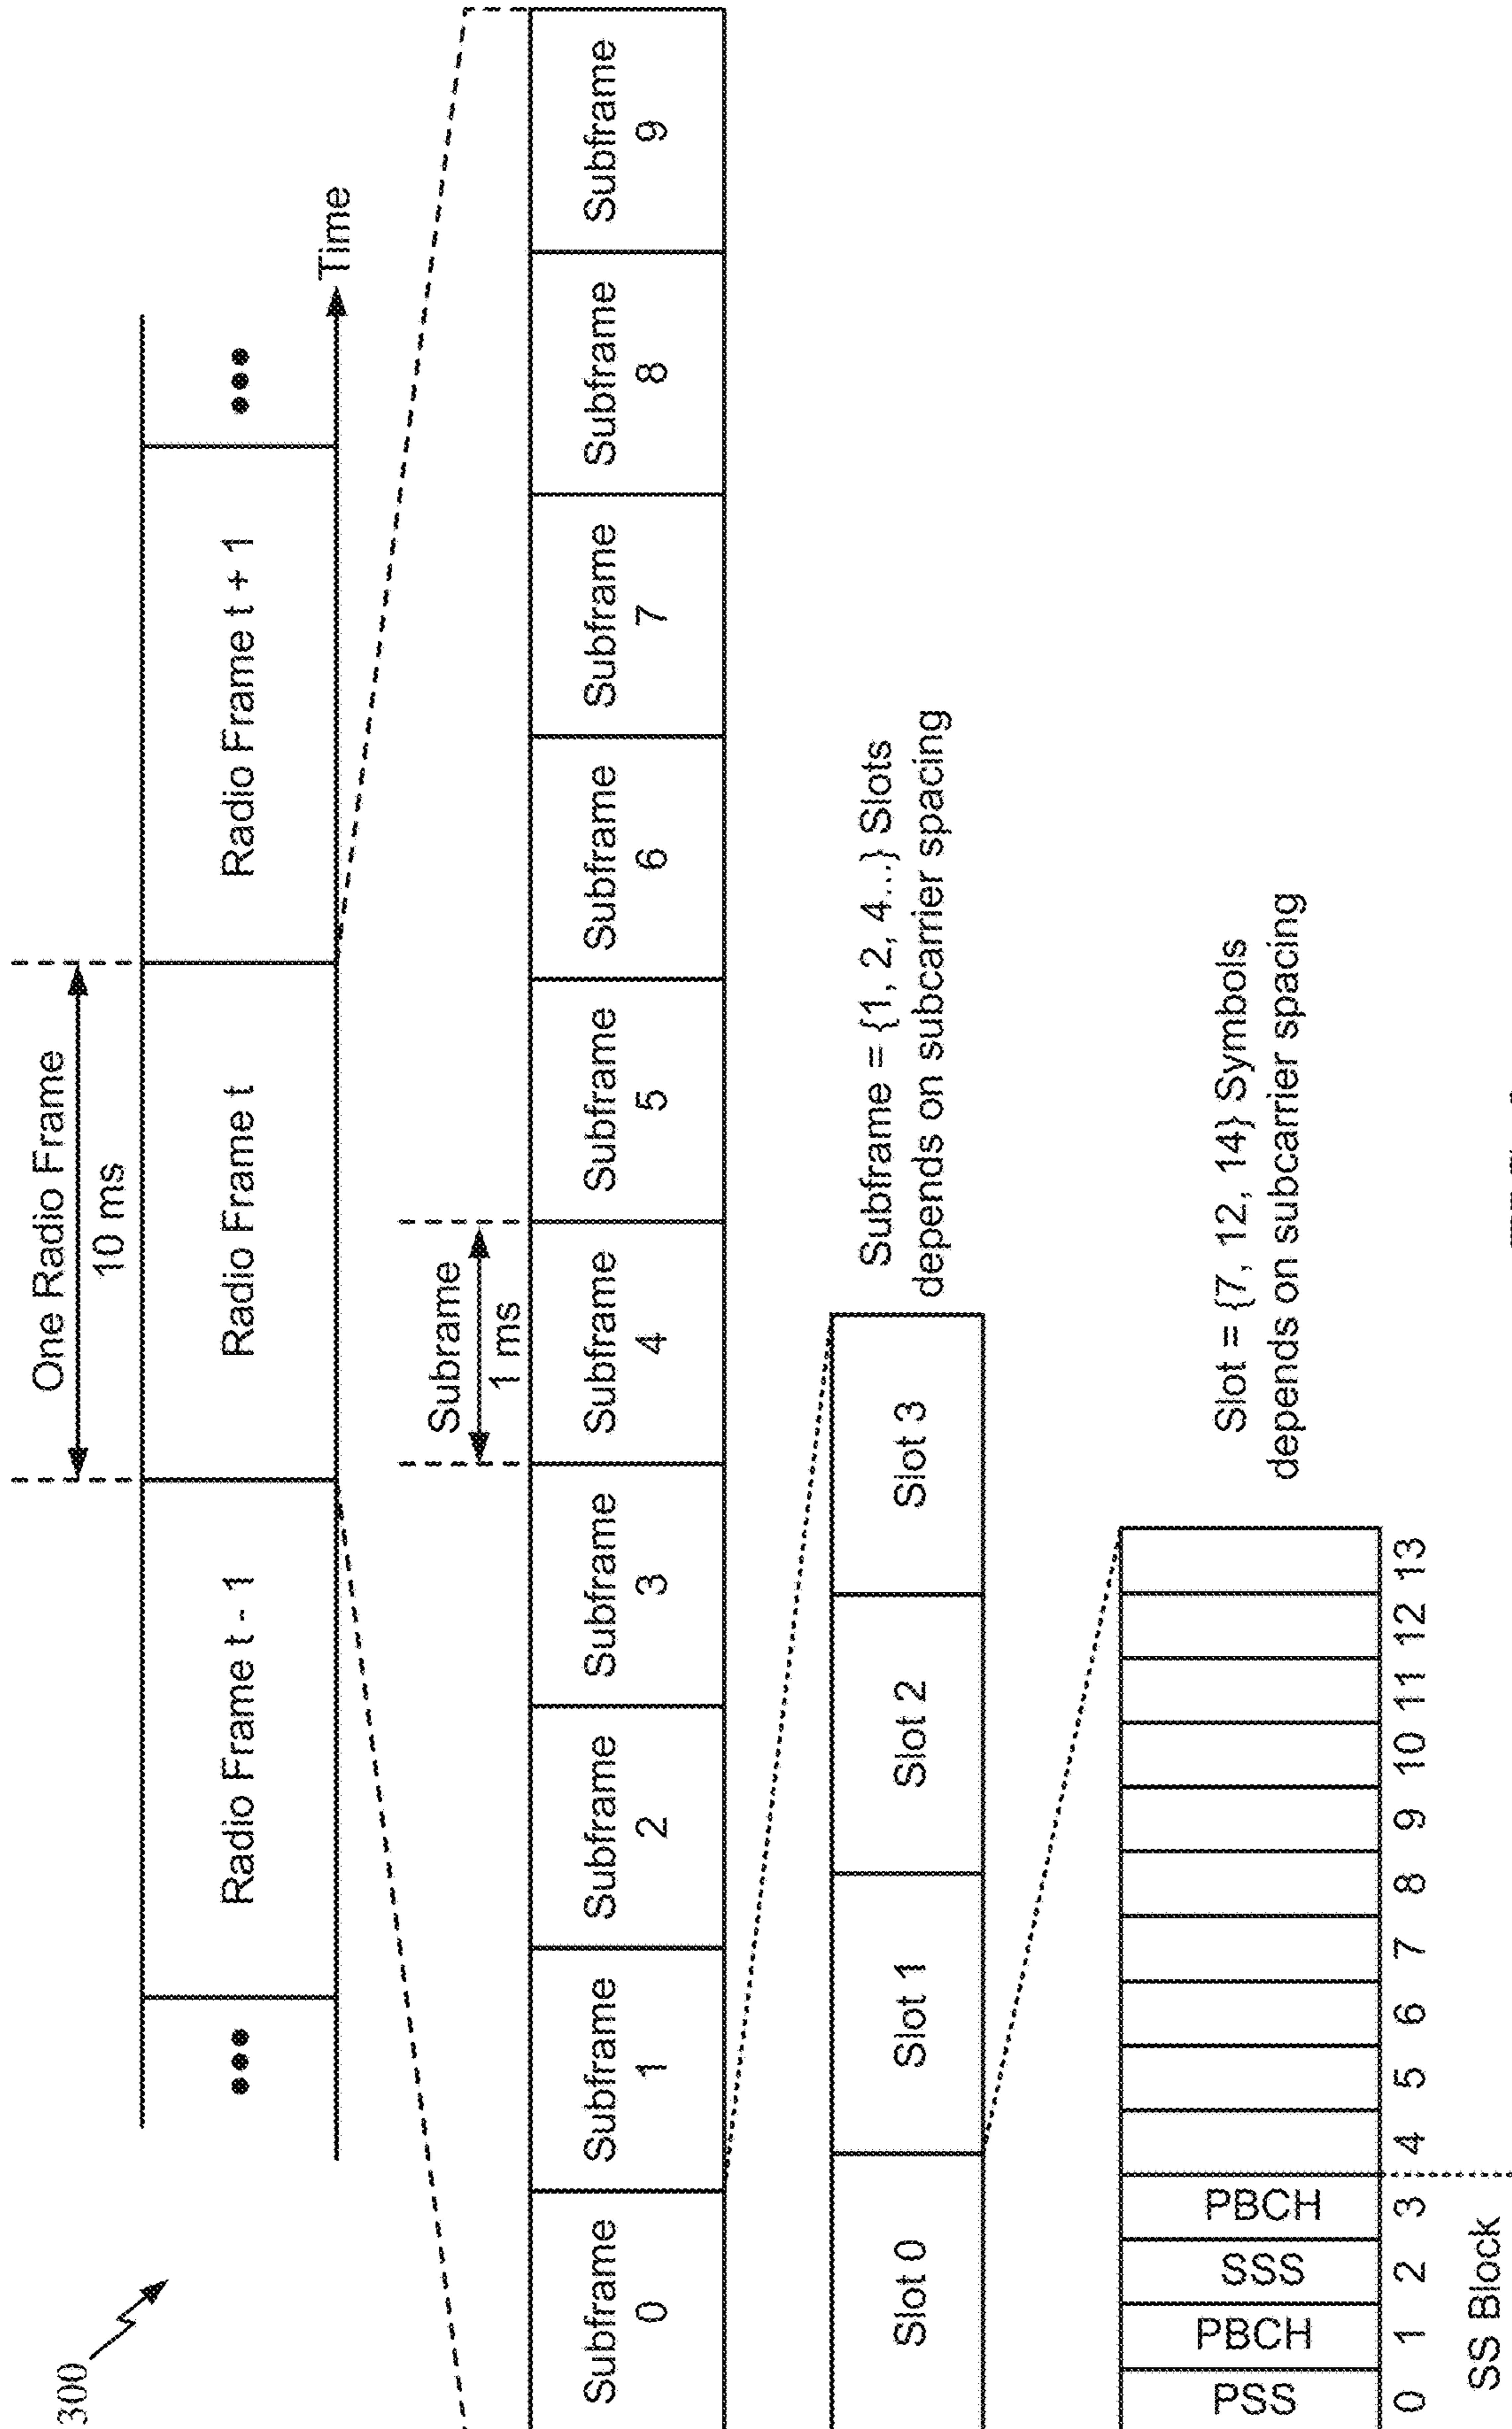 300
One Radio Frame
10 ms
••• Radio Frame t - 1 Radio Frame t Radio Frame t + 1 •••
Time
Subrame
1 ms
Subframe 0 Subframe 1 Subframe 2 Subframe 3 Subframe 4 Subframe 5 Subframe 6 Subframe 7 Subframe 8 Subframe 9
Slot 0 Slot 1 Slot 2 Slot 3
Subframe = {1, 2, 4...} Slots
depends on subcarrier spacing
PSS PBCH SSS PBCH
Slot = {7, 12, 14} Symbols
depends on subcarrier spacing
0 1 2 3 4 5 6 7 8 9 10 11 12 13
SS Block